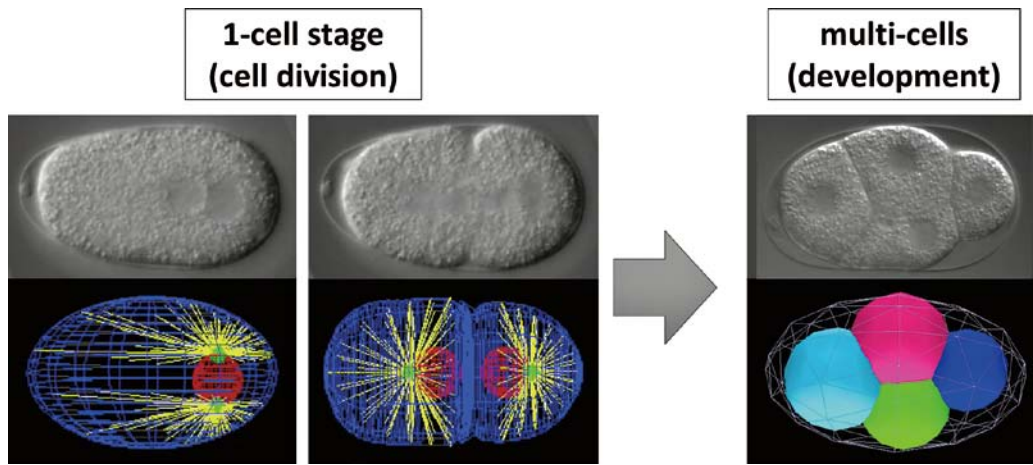 1-cell stage
(cell division)
multi-cells
(development)